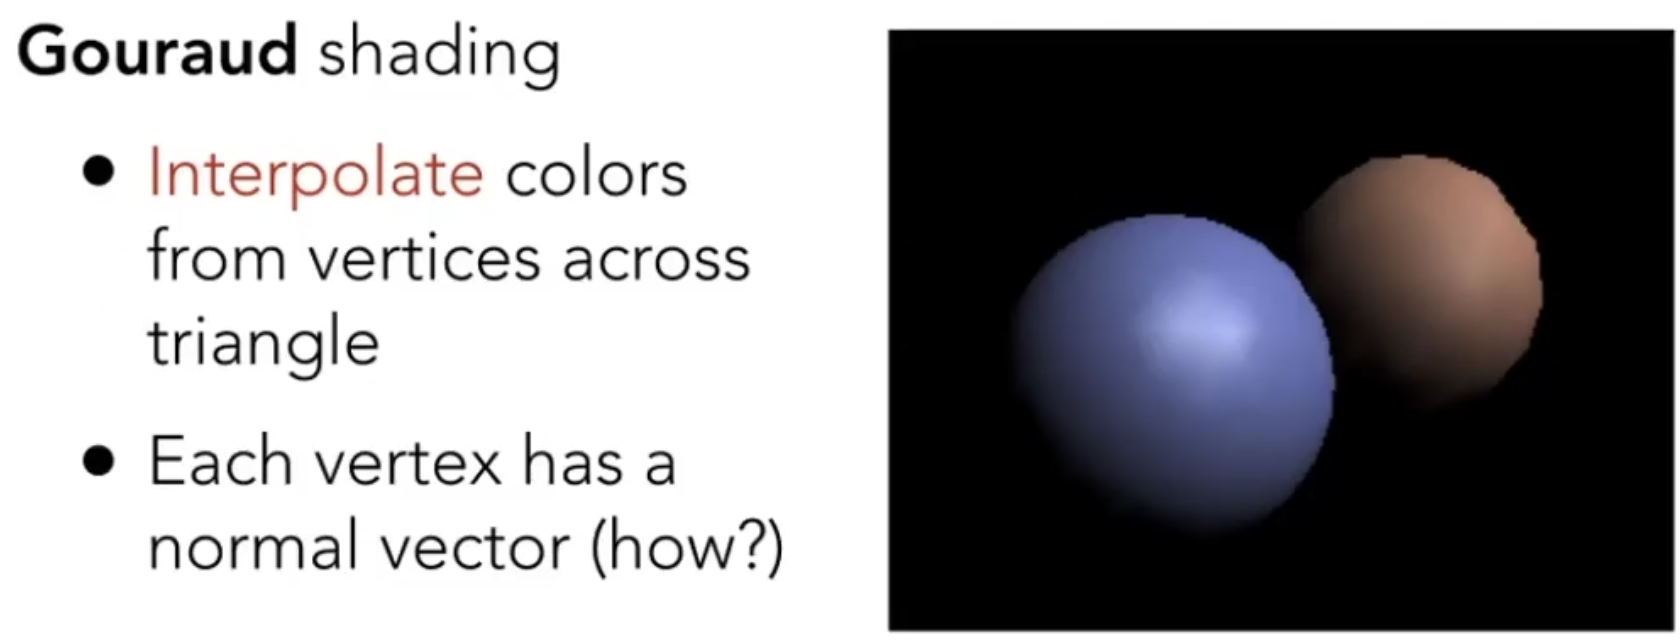 Gouraud shading
• Interpolate colors
from vertices across
triangle
• Each vertex has a
normal vector (how?)